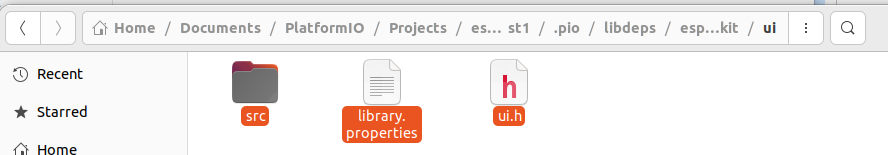 Home / Documents / PlatformIO / Projects / es... st1 / .pio / libdeps / esp...kit / ui
Recent
Starred
Home
src
library.
properties
h
ui.h